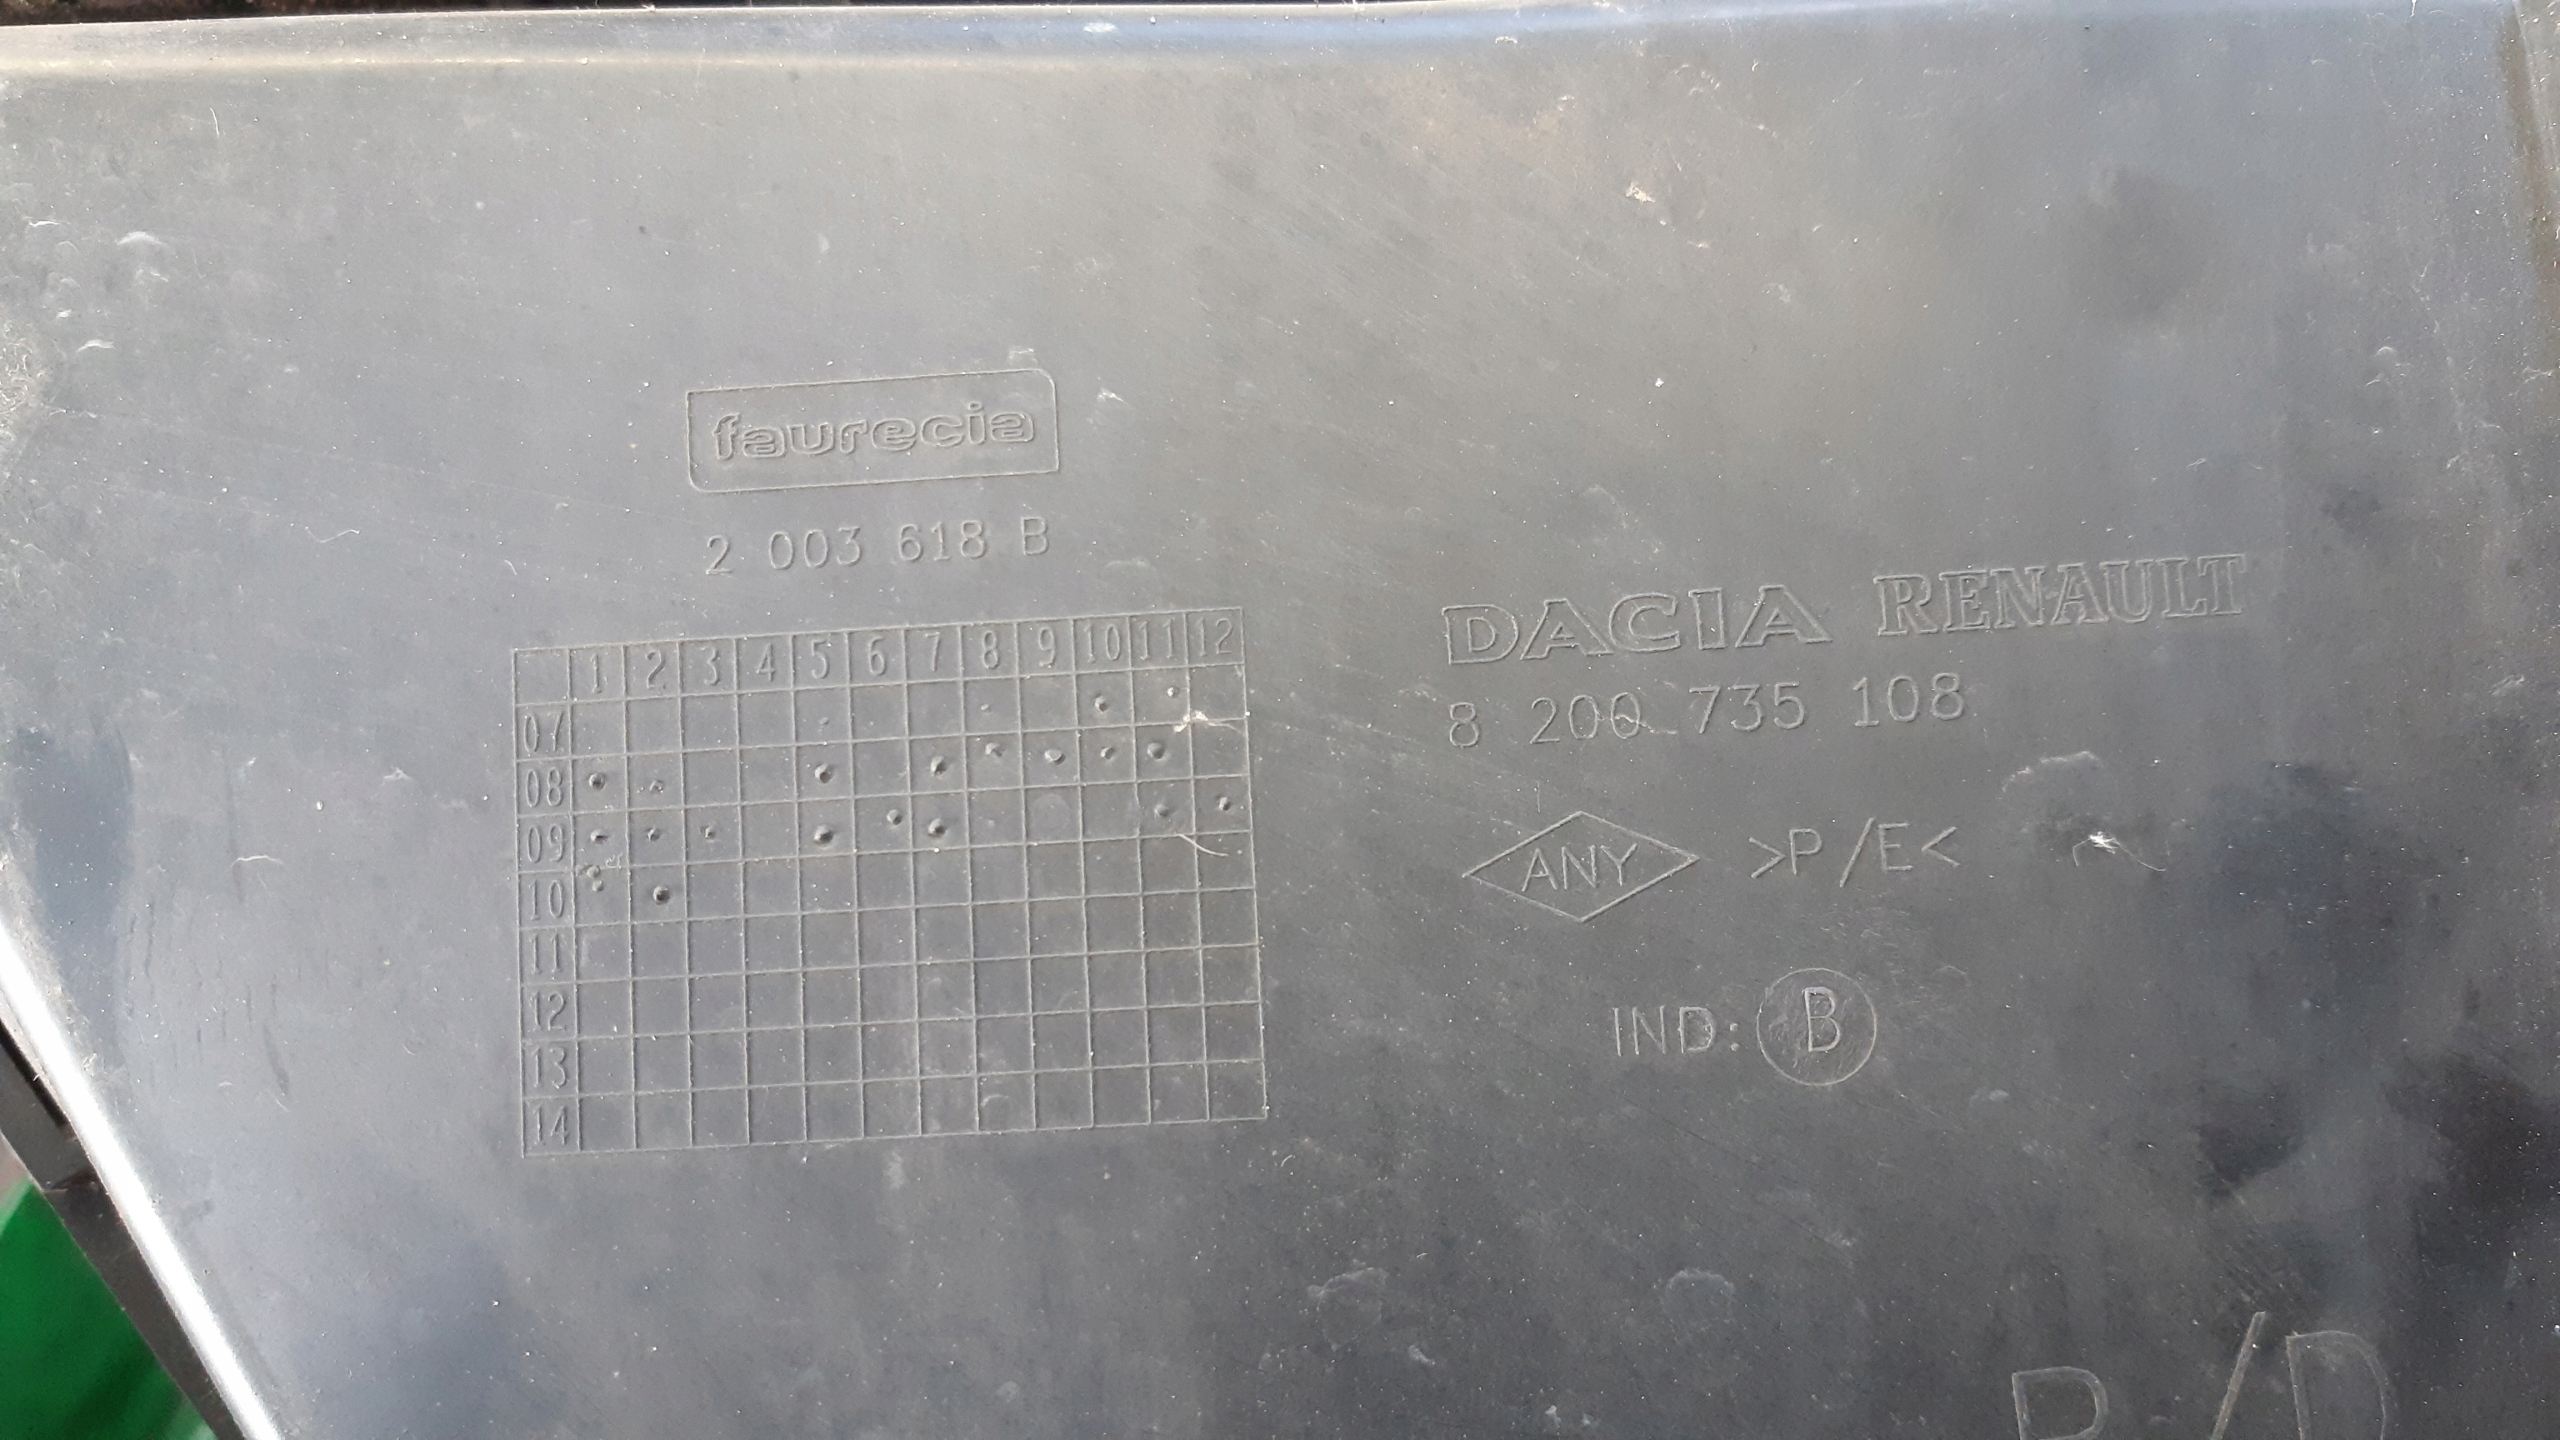 faurecia
2 003 618 B
1 2 3 4 5 6 7 8 9 10 11 12
07
08
09
10
11
12
13
14
DACIA RENAULT
8 200 735 108
ANY >P/E<
IND: B
R/D